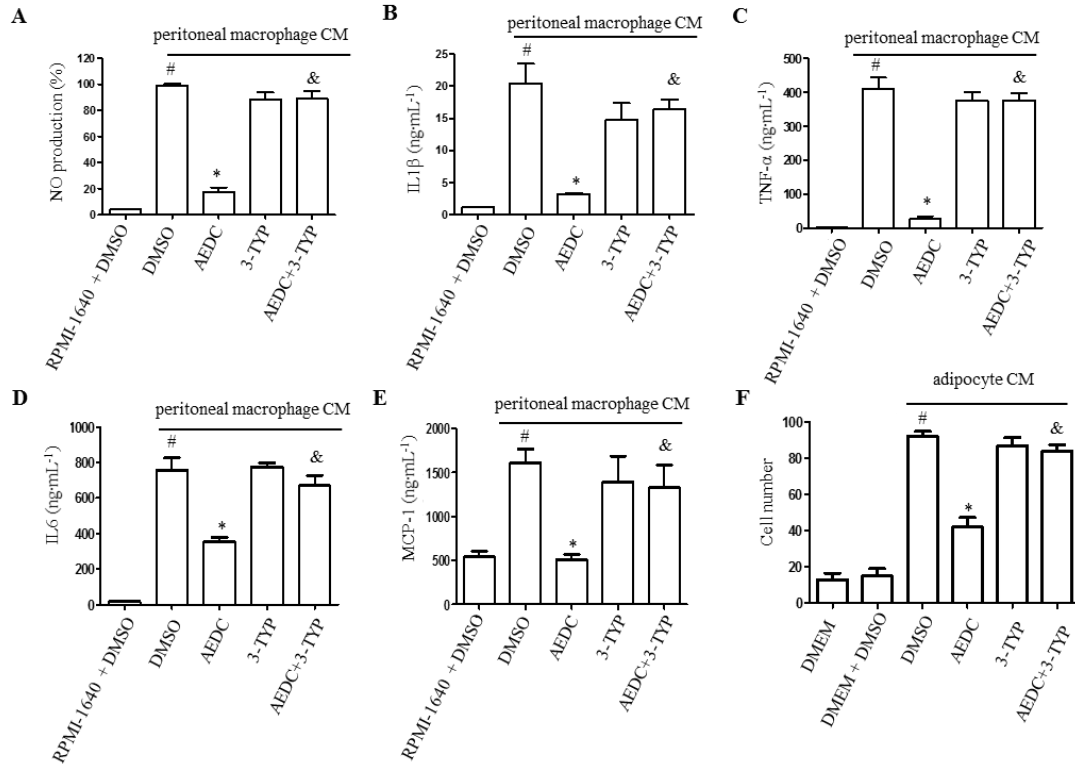 A
peritoneal macrophage CM
NO production (%)
120
100
80
60
40
20
0
#
*
&
RPMI-1640 + DMSO
DMSO
AEDC
3-TYP
AEDC+3-TYP
B
peritoneal macrophage CM
IL1β (ng·mL⁻¹)
25
20
15
10
5
0
#
*
&
RPMI-1640 + DMSO
DMSO
AEDC
3-TYP
AEDC+3-TYP
C
peritoneal macrophage CM
TNF-α (ng·mL⁻¹)
500
400
300
200
100
0
#
*
&
RPMI-1640 + DMSO
DMSO
AEDC
3-TYP
AEDC+3-TYP
D
peritoneal macrophage CM
IL6 (ng·mL⁻¹)
1000
800
600
400
200
0
#
*
&
RPMI-1640 + DMSO
DMSO
AEDC
3-TYP
AEDC+3-TYP
E
peritoneal macrophage CM
MCP-1 (ng·mL⁻¹)
2000
1500
1000
500
0
#
*
&
RPMI-1640 + DMSO
DMSO
AEDC
3-TYP
AEDC+3-TYP
F
adipocyte CM
Cell number
100
80
60
40
20
0
#
*
&
DMEM
DMEM + DMSO
DMSO
AEDC
3-TYP
AEDC+3-TYP